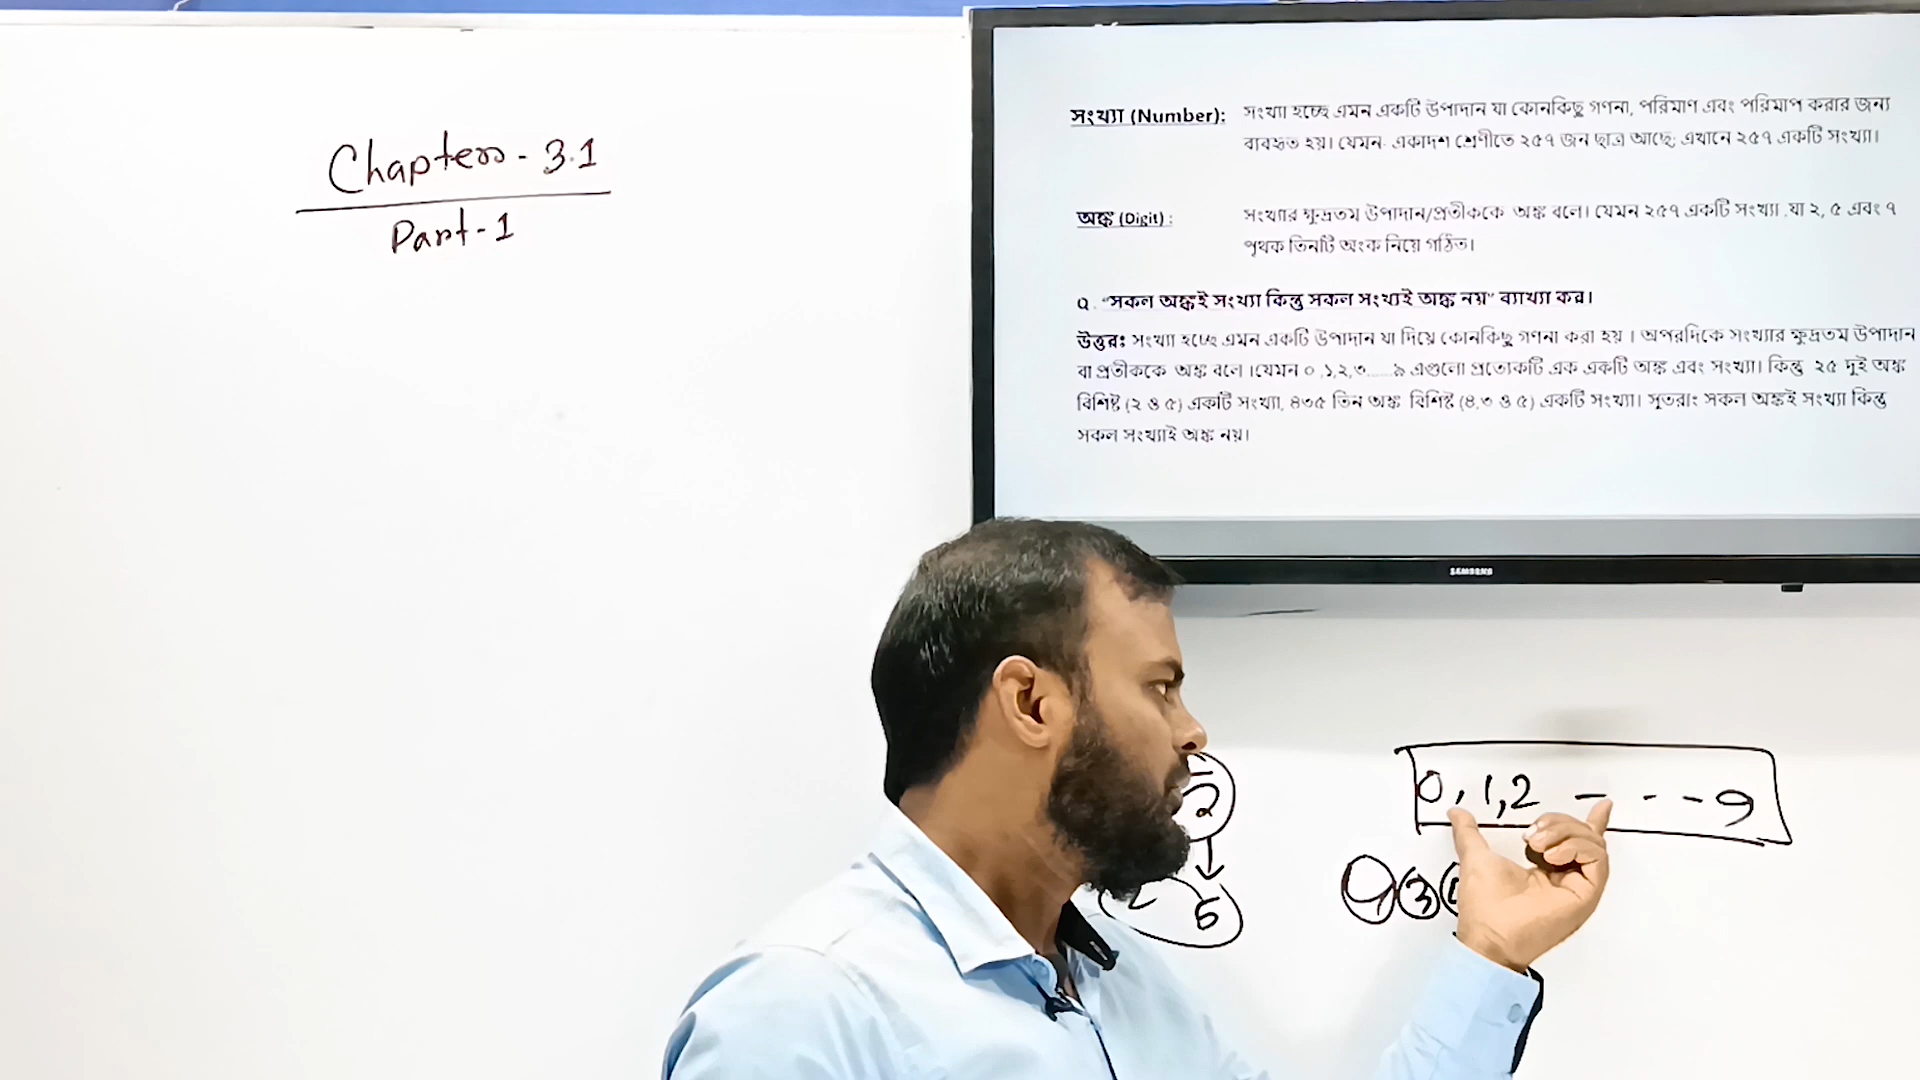 Chapter - 3.1
Part - 1
সংখ্যা (Number): সংখ্যা হচ্ছে এমন একটি উপাদান যা কোনকিছু গণনা, পরিমাণ এবং পরিমাপ করার জন্য
ব্যবহৃত হয়। যেমন- একাদশ শ্রেণীতে ২৫৭ জন ছাত্র আছে; এখানে ২৫৭ একটি সংখ্যা।
অঙ্ক (Digit) : সংখ্যার ক্ষুদ্রতম উপাদান/প্রতীককে অঙ্ক বলে। যেমন ২৫৭ একটি সংখ্যা ,যা ২, ৫ এবং ৭
পৃথক তিনটি অংক নিয়ে গঠিত।
Q . “সকল অঙ্কই সংখ্যা কিন্তু সকল সংখ্যই অঙ্ক নয়” ব্যাখ্যা কর।
উত্তরঃ সংখ্যা হচ্ছে এমন একটি উপাদান যা দিয়ে কোনকিছু গণনা করা হয় । অপরদিকে সংখ্যার ক্ষুদ্রতম উপাদান
বা প্রতীককে অঙ্ক বলে ।যেমন ০ ,১,২,৩......৯ এগুলো প্রত্যেকটি এক একটি অঙ্ক এবং সংখ্যা। কিন্তু ২৫ দুই অঙ্ক
বিশিষ্ট (২ ও ৫) একটি সংখ্যা, ৪৩৫ তিন অঙ্ক বিশিষ্ট (৪,৩ ও ৫) একটি সংখ্যা। সুতরাং সকল অঙ্কই সংখ্যা কিন্তু
সকল সংখ্যাই অঙ্ক নয়।
SAMSUNG
0, 1,2 - - - 9
2
5
9 3